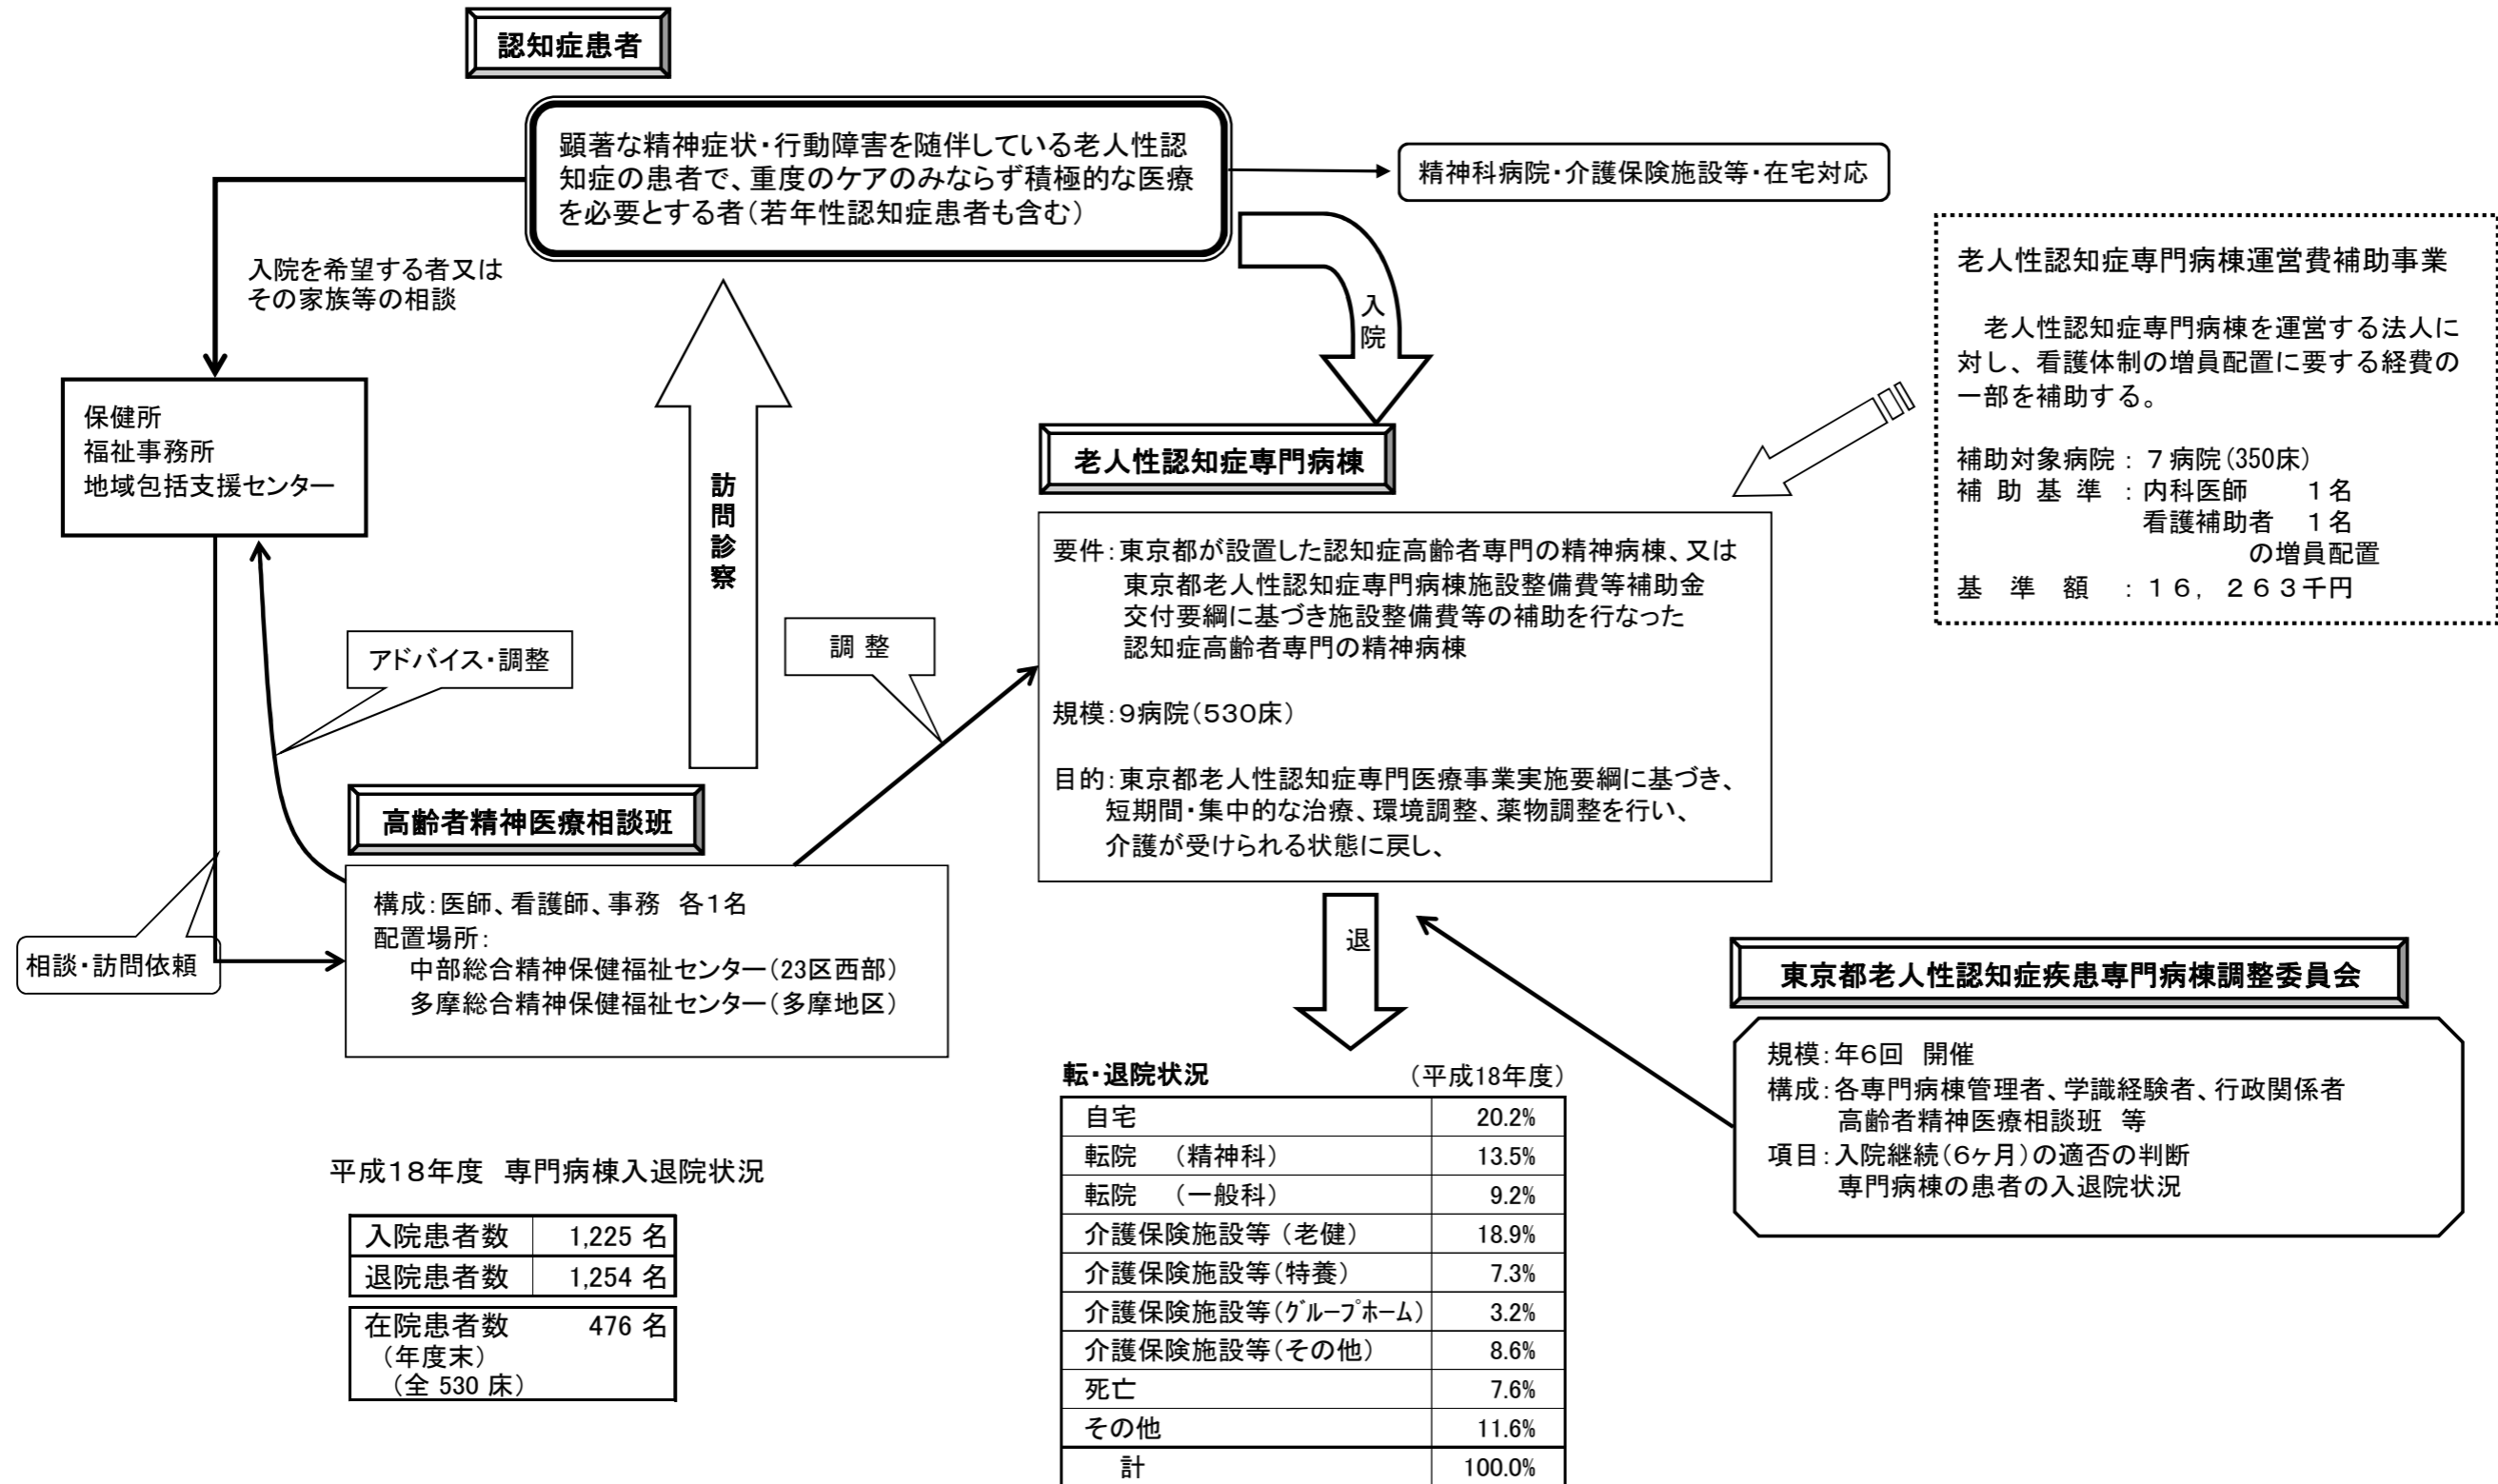 認知症患者
顕著な精神症状・行動障害を随伴している老人性認
知症の患者で、重度のケアのみならず積極的な医療
を必要とする者（若年性認知症患者も含む）
精神科病院・介護保険施設等・在宅対応
入院を希望する者又は
その家族等の相談
入
院
老人性認知症専門病棟運営費補助事業
老人性認知症専門病棟を運営する法人に
対し、看護体制の増員配置に要する経費の
一部を補助する。
補助対象病院：７病院（350床）
補 助 基 準 ：内科医師　１名
看護補助者　１名
の増員配置
基　準　額　：１６，２６３千円
保健所
福祉事務所
地域包括支援センター
訪
問
診
察
老人性認知症専門病棟
要件：東京都が設置した認知症高齢者専門の精神病棟、又は
東京都老人性認知症専門病棟施設整備費等補助金
交付要綱に基づき施設整備費等の補助を行なった
認知症高齢者専門の精神病棟
規模：９病院（５３０床）
目的：東京都老人性認知症専門医療事業実施要綱に基づき、
短期間・集中的な治療、環境調整、薬物調整を行い、
介護が受けられる状態に戻し、
アドバイス・調整
調 整
高齢者精神医療相談班
構成：医師、看護師、事務　各１名
配置場所：
中部総合精神保健福祉センター（23区西部）
多摩総合精神保健福祉センター（多摩地区）
相談・訪問依頼
退
東京都老人性認知症疾患専門病棟調整委員会
規模：年６回　開催
構成：各専門病棟管理者、学識経験者、行政関係者
高齢者精神医療相談班　等
項目：入院継続（６ヶ月）の適否の判断
専門病棟の患者の入退院状況
転・退院状況　（平成18年度）
自宅　20.2%
転院　（精神科）　13.5%
転院　（一般科）　9.2%
介護保険施設等（老健）　18.9%
介護保険施設等（特養）　7.3%
介護保険施設等（ｸﾞﾙｰﾌﾟﾎｰﾑ）　3.2%
介護保険施設等（その他）　8.6%
死亡　7.6%
その他　11.6%
計　100.0%
平成１８年度　専門病棟入退院状況
入院患者数　1,225 名
退院患者数　1,254 名
在院患者数　476 名
（年度末）
（全 530 床）